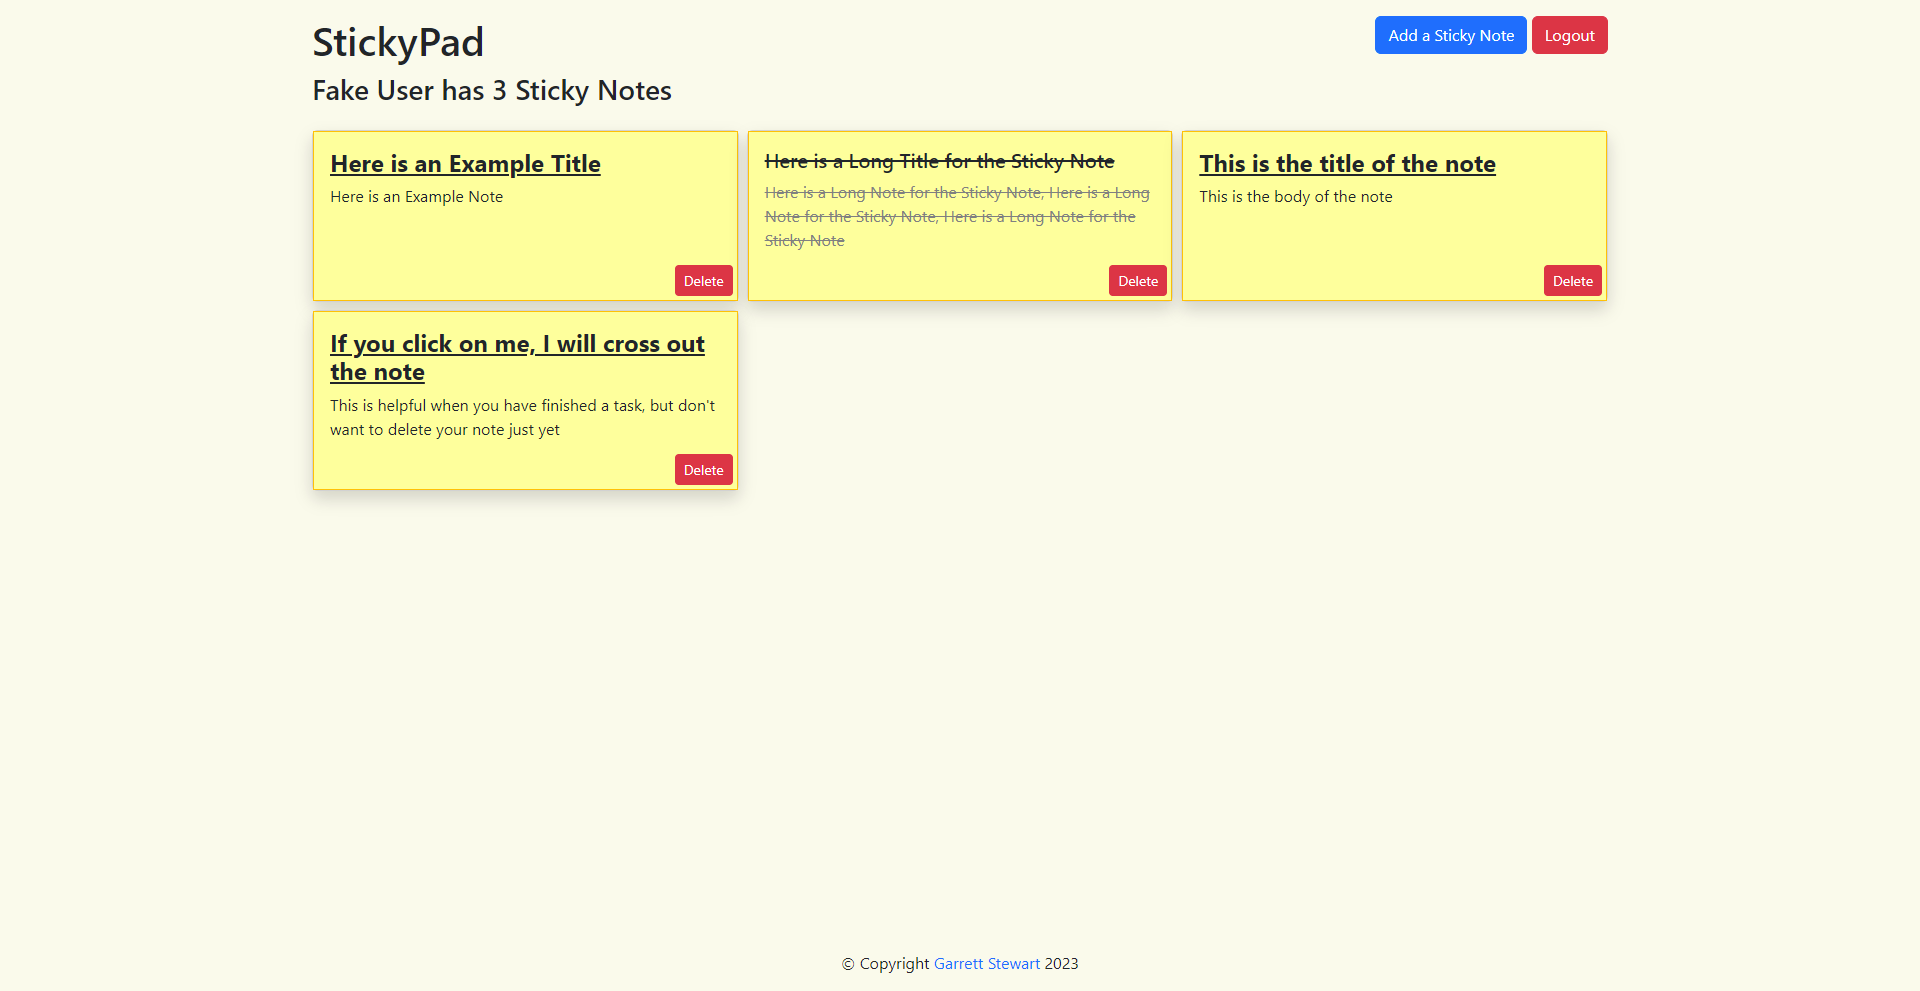 StickyPad
Add a Sticky Note
Logout
Fake User has 3 Sticky Notes
Here is an Example Title
Here is an Example Note
Delete
Here is a Long Title for the Sticky Note
Here is a Long Note for the Sticky Note, Here is a Long
Note for the Sticky Note, Here is a Long Note for the
Sticky Note
Delete
This is the title of the note
This is the body of the note
Delete
If you click on me, I will cross out
the note
This is helpful when you have finished a task, but don't
want to delete your note just yet
Delete
© Copyright Garrett Stewart 2023